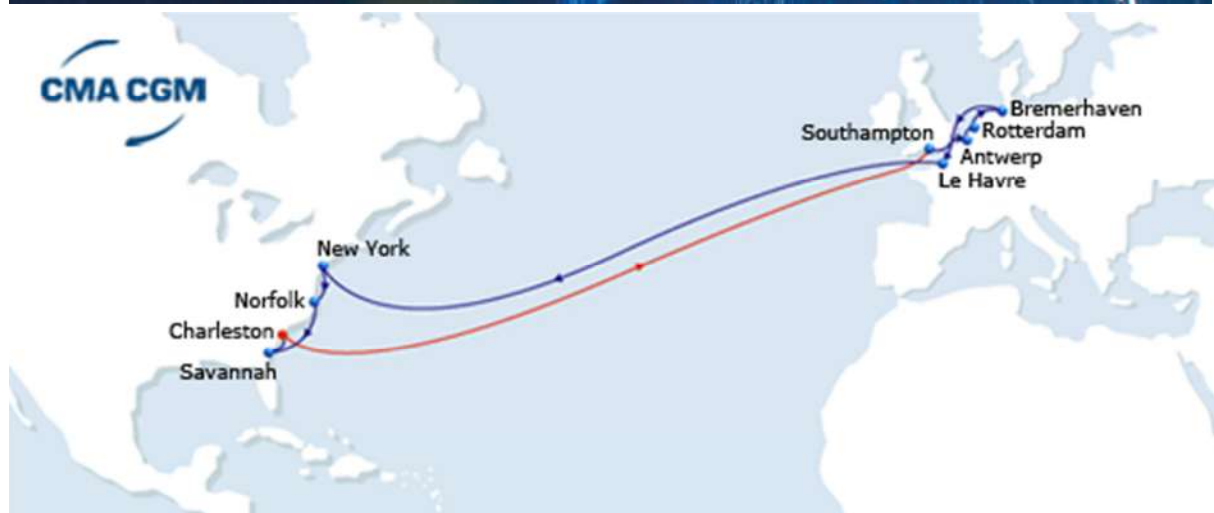 CMA CGM
Bremerhaven
Southampton
Rotterdam
Antwerp
Le Havre
New York
Norfolk
Charleston
Savannah